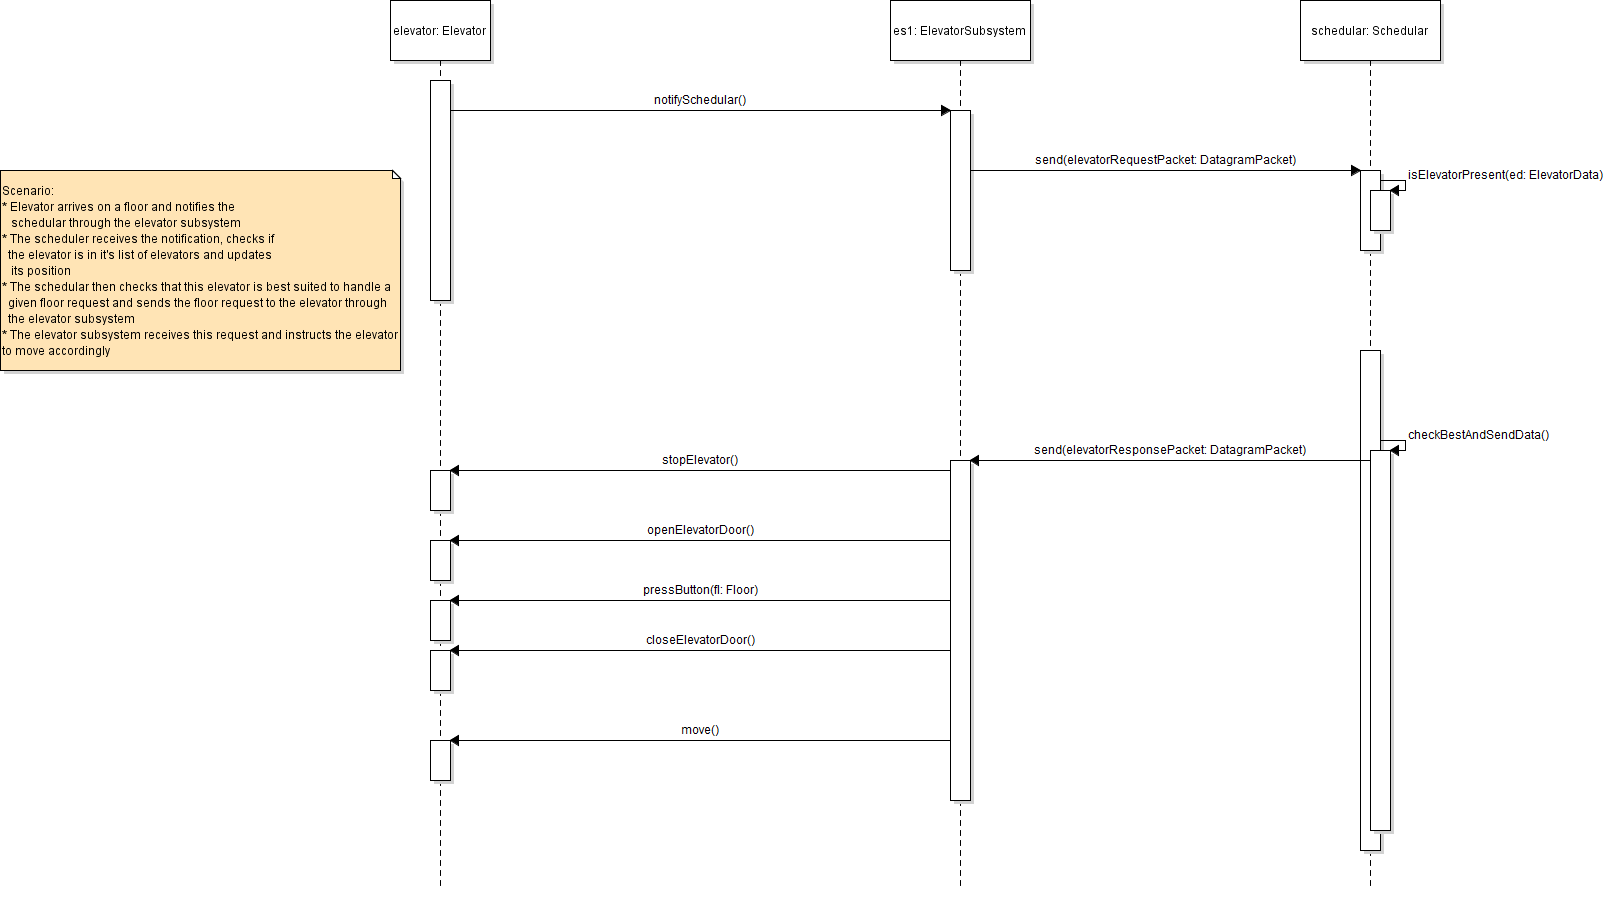 elevator: Elevator
es1: ElevatorSubsystem
schedular: Schedular
notifySchedular()
send(elevatorRequestPacket: DatagramPacket)
isElevatorPresent(ed: ElevatorData)
Scenario:
* Elevator arrives on a floor and notifies the
schedular through the elevator subsystem
* The scheduler receives the notification, checks if
the elevator is in it's list of elevators and updates
its position
* The schedular then checks that this elevator is best suited to handle a
given floor request and sends the floor request to the elevator through
the elevator subsystem
* The elevator subsystem receives this request and instructs the elevator
to move accordingly
checkBestAndSendData()
send(elevatorResponsePacket: DatagramPacket)
stopElevator()
openElevatorDoor()
pressButton(fl: Floor)
closeElevatorDoor()
move()